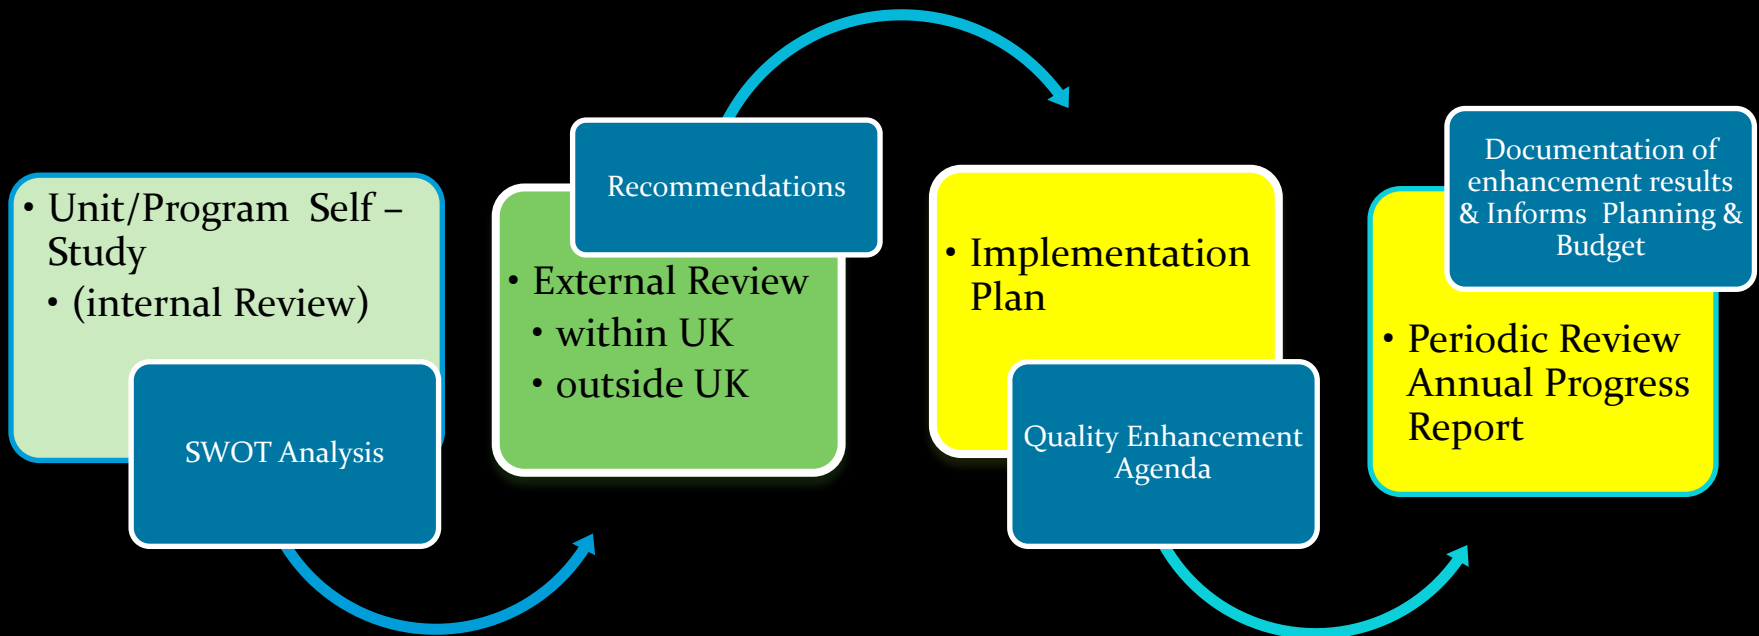 • Unit/Program Self –
Study
• (internal Review)
SWOT Analysis
Recommendations
• External Review
• within UK
• outside UK
• Implementation
Plan
Quality Enhancement
Agenda
Documentation of
enhancement results
& Informs Planning &
Budget
• Periodic Review
Annual Progress
Report